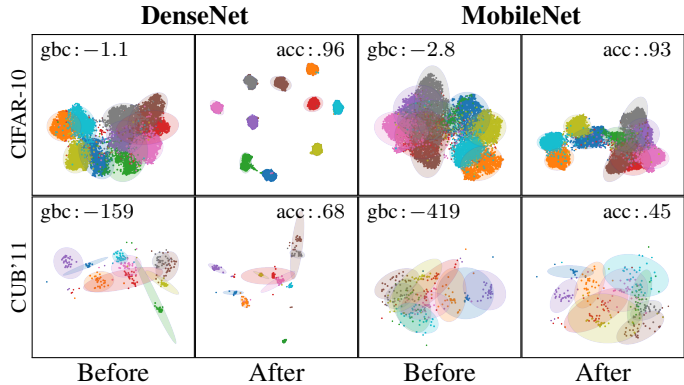 DenseNet MobileNet
CIFAR-10 gbc:−1.1 acc:.96 gbc:−2.8 acc:.93
CUB'11 gbc:−159 acc:.68 gbc:−419 acc:.45
Before After Before After